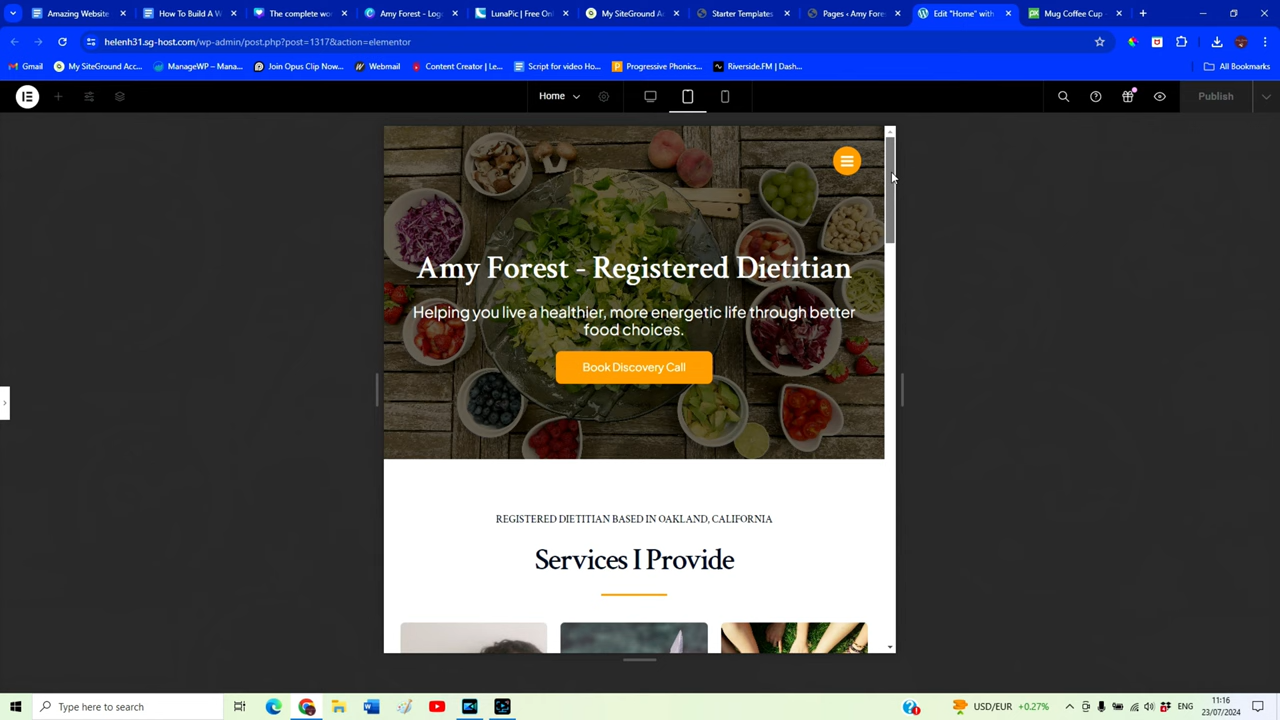 Amazing Website
How To Build A W
The complete wo
Amy Forest - Log
LunaPic | Free On
My SiteGround A
Starter Templates
Pages ‹ Amy Fore
Edit "Home" with
Mug Coffee Cup
helenh31.sg-host.com/wp-admin/post.php?post=1317&action=elementor
Gmail
My SiteGround Acc...
ManageWP – Mana...
Join Opus Clip Now...
Webmail
Content Creator | Le...
Script for video Ho...
Progressive Phonics...
Riverside.FM | Dash...
All Bookmarks
Home
Publish
Amy Forest - Registered Dietitian
Helping you live a healthier, more energetic life through better
food choices.
Book Discovery Call
REGISTERED DIETITIAN BASED IN OAKLAND, CALIFORNIA
Services I Provide
Type here to search
USD/EUR +0.27%
ENG
11:16
23/07/2024